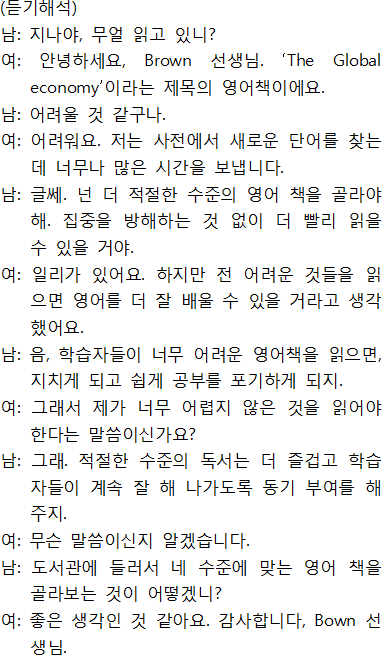 (듣기해석)
남: 지나야, 무얼 읽고 있니?
여: 안녕하세요, Brown 선생님. ‘The Global
economy’이라는 제목의 영어책이에요.
남: 어려울 것 같구나.
여: 어려워요. 저는 사전에서 새로운 단어를 찾는
데 너무나 많은 시간을 보냅니다.
남: 글쎄. 넌 더 적절한 수준의 영어 책을 골라야
해. 집중을 방해하는 것 없이 더 빨리 읽을
수 있을 거야.
여: 일리가 있어요. 하지만 전 어려운 것들을 읽
으면 영어를 더 잘 배울 수 있을 거라고 생각
했어요.
남: 음, 학습자들이 너무 어려운 영어책을 읽으면,
지치게 되고 쉽게 공부를 포기하게 되지.
여: 그래서 제가 너무 어렵지 않은 것을 읽어야
한다는 말씀이신가요?
남: 그래. 적절한 수준의 독서는 더 즐겁고 학습
자들이 계속 잘 해 나가도록 동기 부여를 해
주지.
여: 무슨 말씀이신지 알겠습니다.
남: 도서관에 들러서 네 수준에 맞는 영어 책을
골라보는 것이 어떻겠니?
여: 좋은 생각인 것 같아요. 감사합니다, Bown 선
생님.